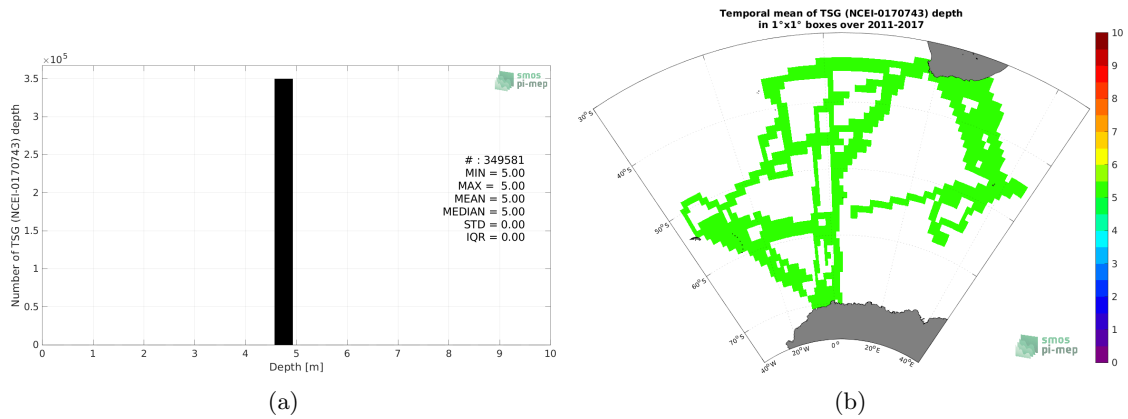 ×10⁵
3.5
3
2.5
2
1.5
1
0.5
0
Number of TSG (NCEI-0170743) depth
smos
pi-mep
# : 349581
MIN = 5.00
MAX = 5.00
MEAN = 5.00
MEDIAN = 5.00
STD = 0.00
IQR = 0.00
0 1 2 3 4 5 6 7 8 9 10
Depth [m]
(a)
Temporal mean of TSG (NCEI-0170743) depth
in 1°x1° boxes over 2011-2017
30°S
40°S
50°S
60°S
70°S
40°W
20°W
0°
20°E
40°E
10
9
8
7
6
5
4
3
2
1
0
smos
pi-mep
(b)